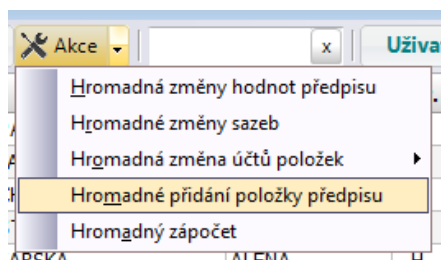 Akce x Uživa
Hromadná změny hodnot předpisu
Hromadné změny sazeb
Hromadná změna účtů položek
Hromadné přidání položky předpisu
Hromadný zápočet
ALENA H